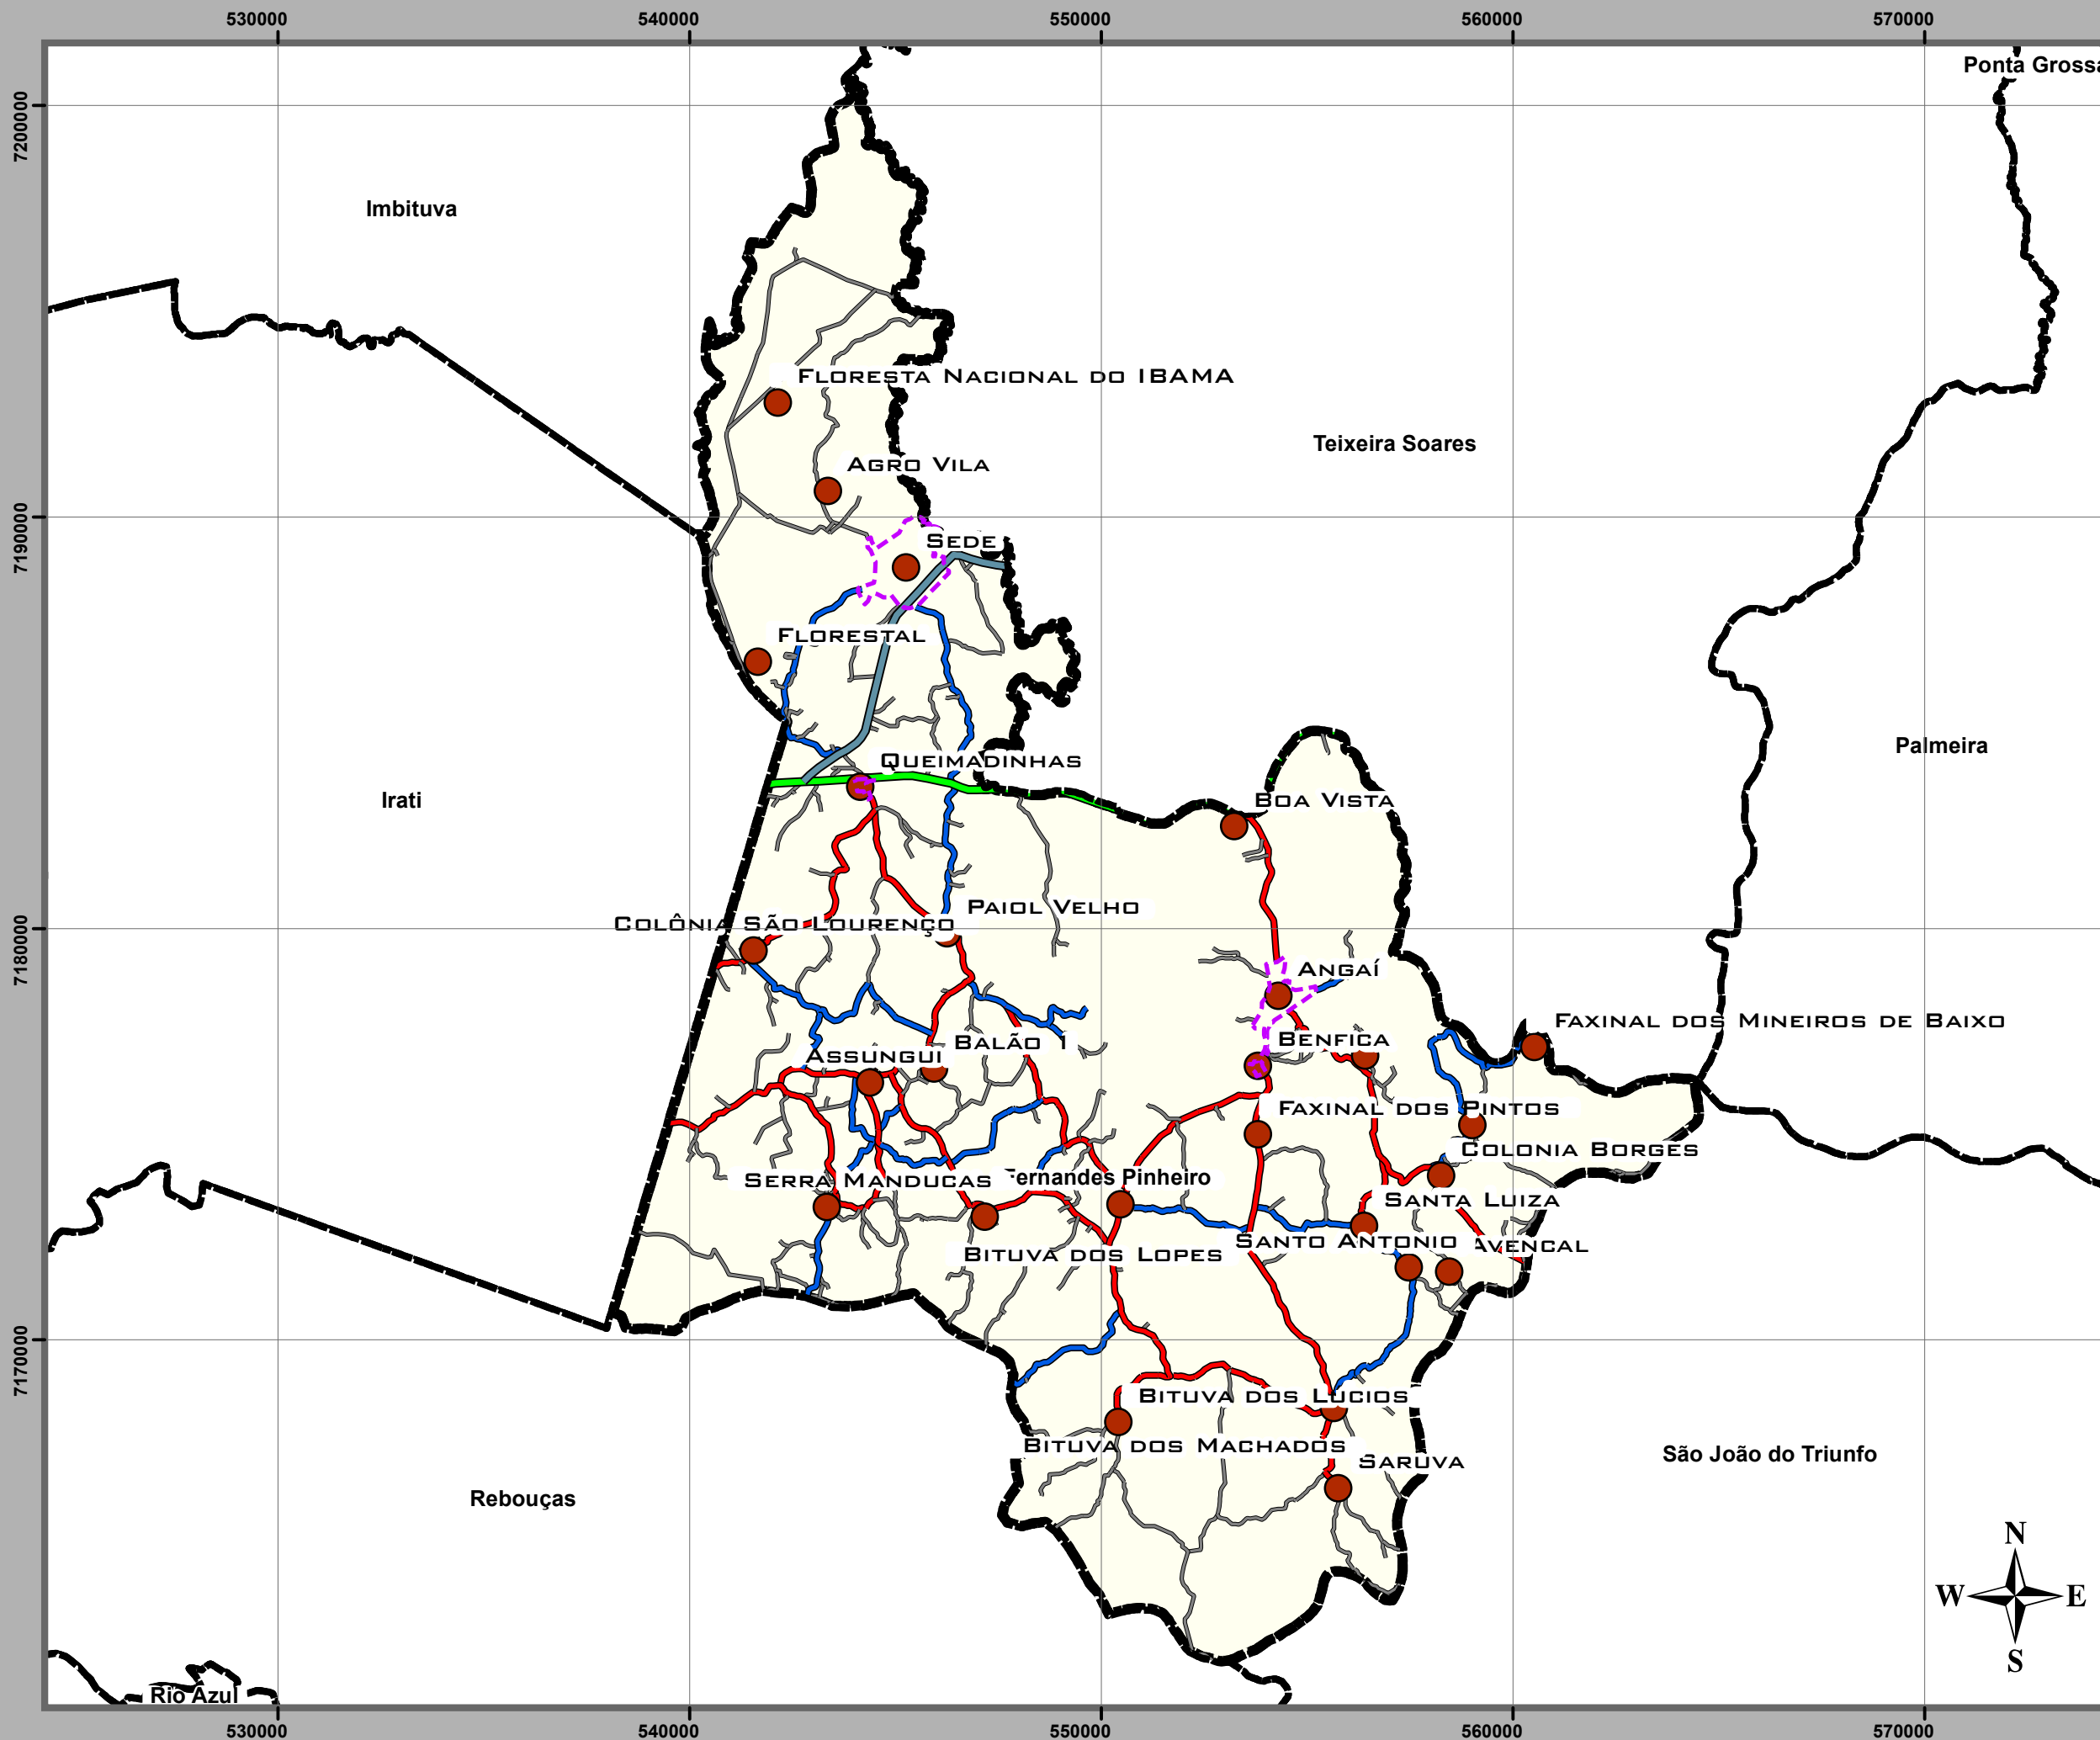 530000
540000
550000
560000
570000
Ponta Grossa
7200000
Imbituva
FLORESTA NACIONAL DO IBAMA
Teixeira Soares
AGRO VILA
7190000
SEDE
FLORESTAL
Palmeira
QUEIMADINHAS
Irati
BOA VISTA
PAIOL VELHO
COLÔNIA SÃO LOURENÇO
7180000
ANGAÍ
FAXINAL DOS MINEIROS DE BAIXO
BENFICA
BALÃO 1
ASSUNGUI
FAXINAL DOS PINTOS
COLONIA BORGES
Fernandes Pinheiro
SERRA MANDUCAS
SANTA LUIZA
SANTO ANTONIO
AVENCAL
BITUVA DOS LOPES
7170000
BITUVA DOS LUCIOS
BITUVA DOS MACHADOS
São João do Triunfo
SARUVA
Rebouças
N
W E
S
Rio Azul
530000
540000
550000
560000
570000